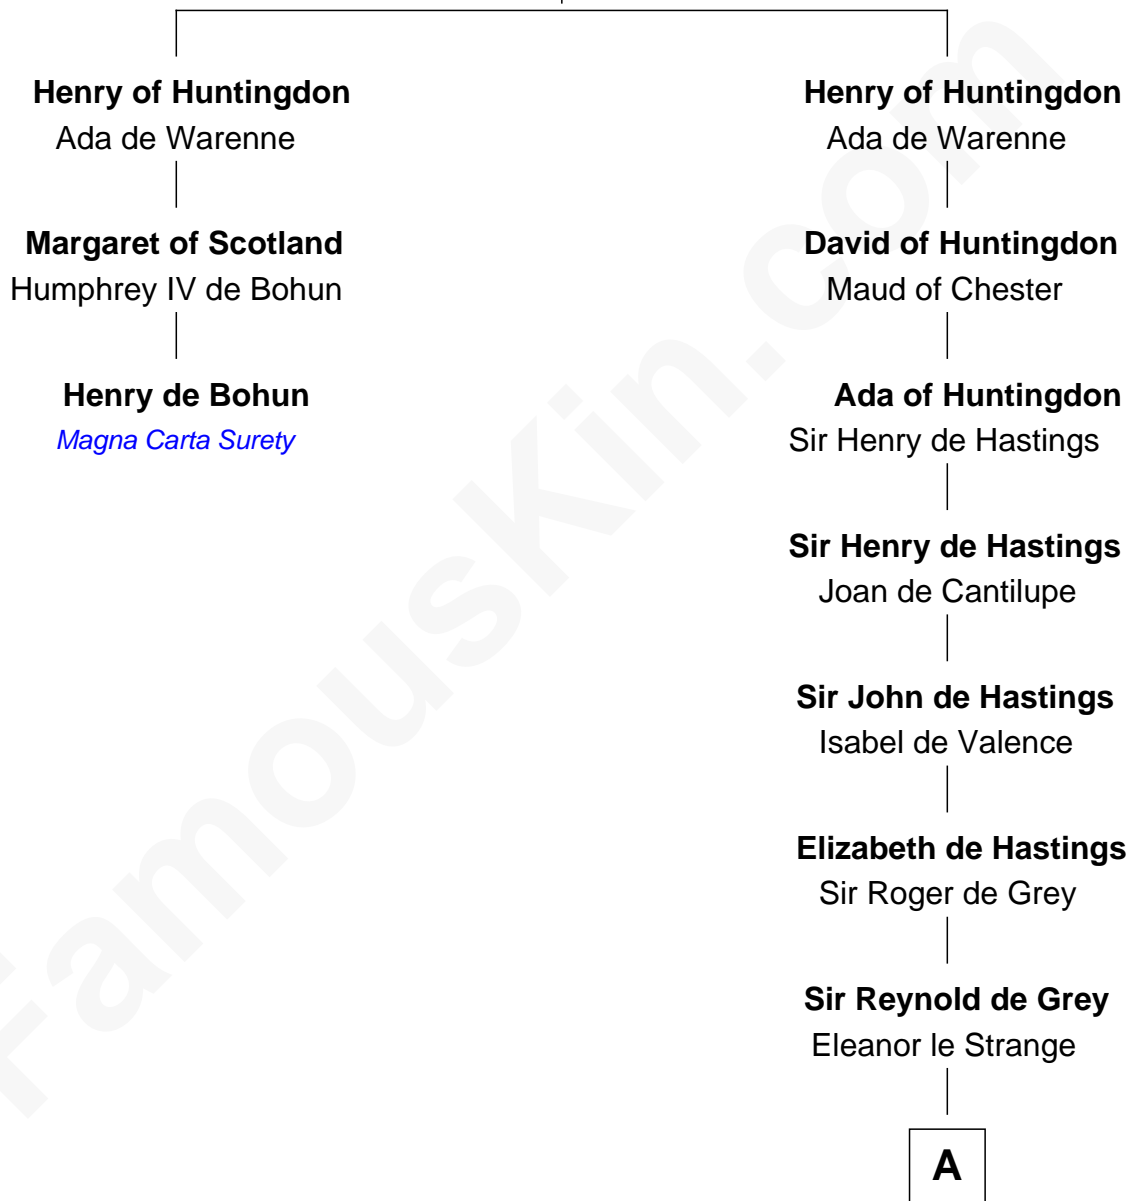 Henry of Huntingdon
Ada de Warenne
Margaret of Scotland
Humphrey IV de Bohun
Henry de Bohun
Magna Carta Surety
Henry of Huntingdon
Ada de Warenne
David of Huntingdon
Maud of Chester
Ada of Huntingdon
Sir Henry de Hastings
Sir Henry de Hastings
Joan de Cantilupe
Sir John de Hastings
Isabel de Valence
Elizabeth de Hastings
Sir Roger de Grey
Sir Reynold de Grey
Eleanor le Strange
A
FamousKin.com